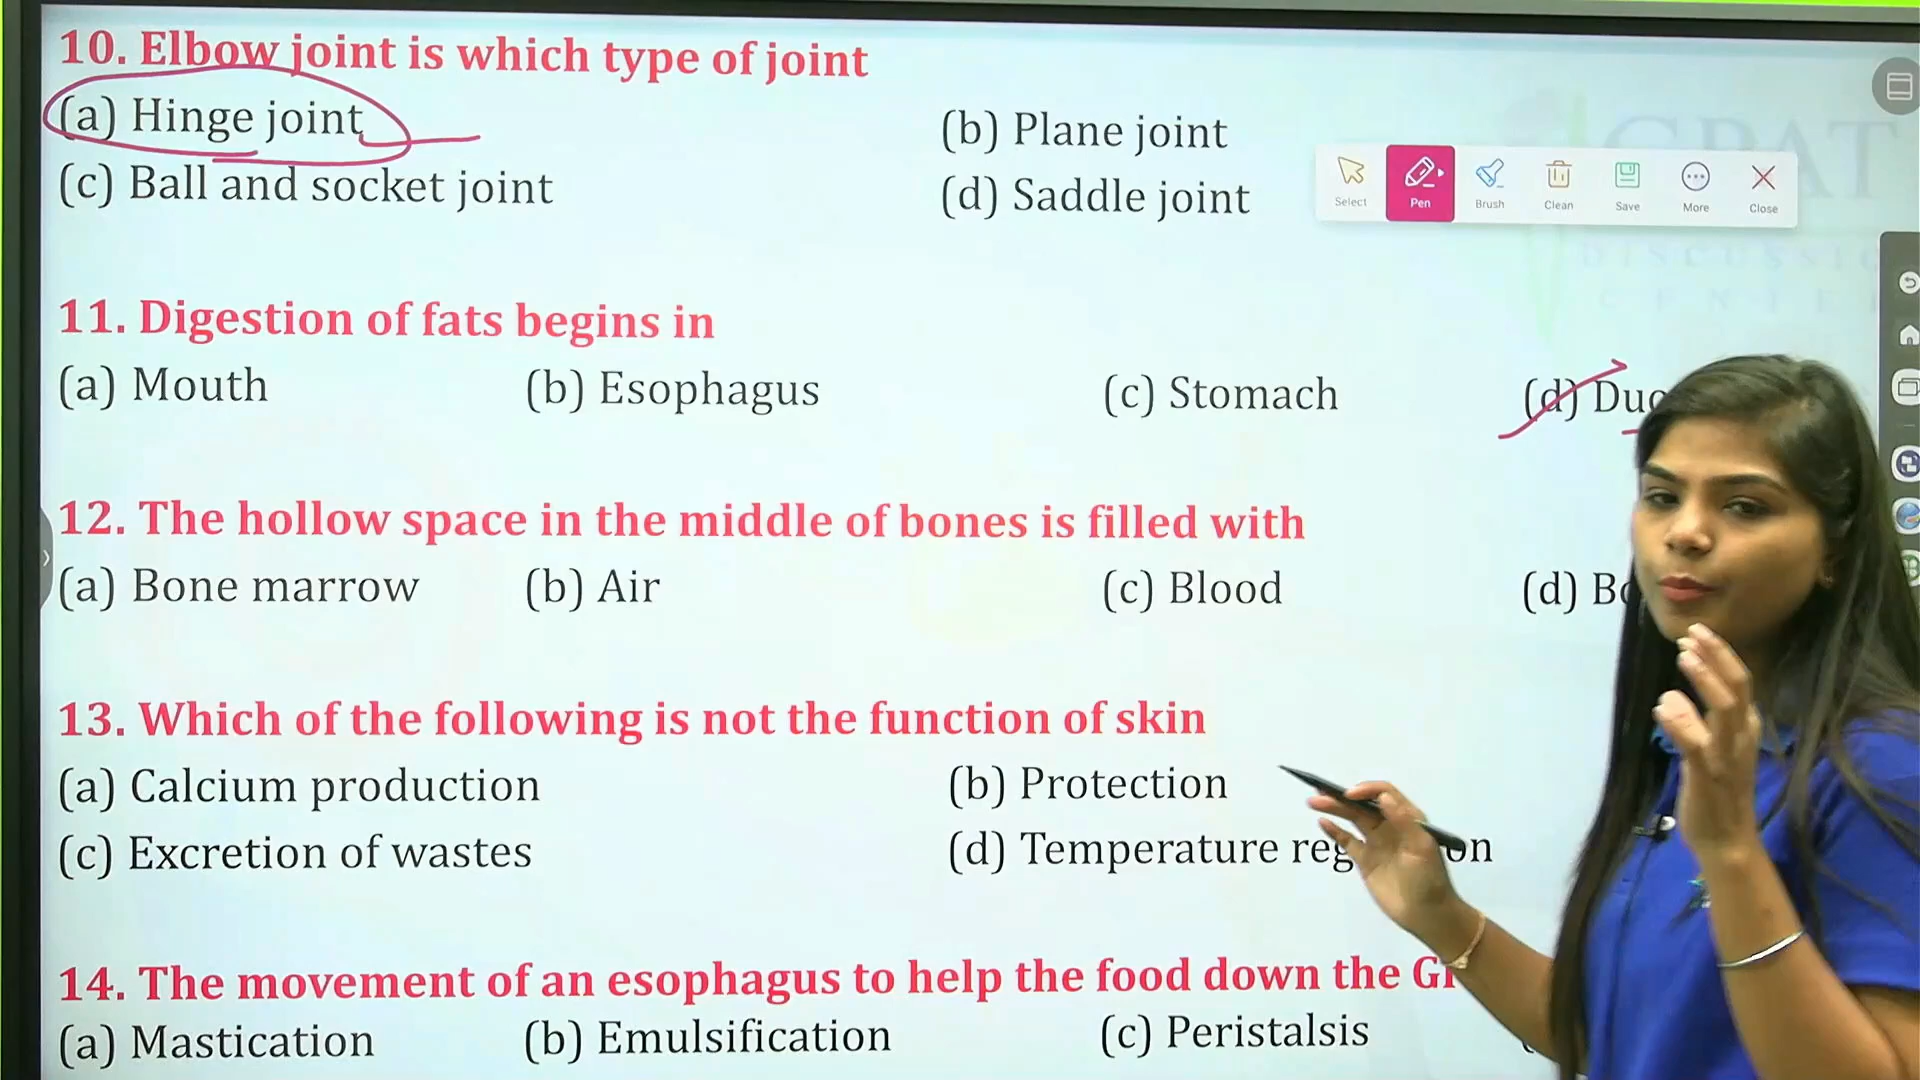 10. Elbow joint is which type of joint
(a) Hinge joint
(b) Plane joint
(c) Ball and socket joint
(d) Saddle joint
GPAT
DISCUSSIO
CENTE
Select
Pen
Brush
Clean
Save
More
Close
11. Digestion of fats begins in
(a) Mouth
(b) Esophagus
(c) Stomach
(d)
12. The hollow space in the middle of bones is filled with
(a) Bone marrow
(b) Air
(c) Blood
(d)
13. Which of the following is not the function of skin
(a) Calcium production
(b) Protection
(c) Excretion of wastes
(d) Temperature
14. The movement of an esophagus to help the food down the
(a) Mastication
(b) Emulsification
(c) Peristalsis